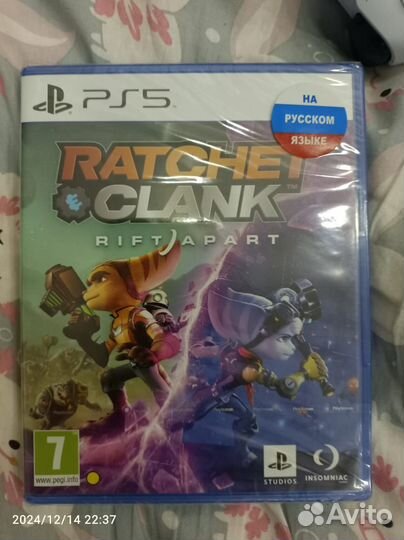 PS5
НА
РУССКОМ
ЯЗЫКЕ
RATCHET
& CLANK™
RIFT APART
7
www.pegi.info
STUDIOS
INSOMNIAC
2024/12/14 22:37
Avito